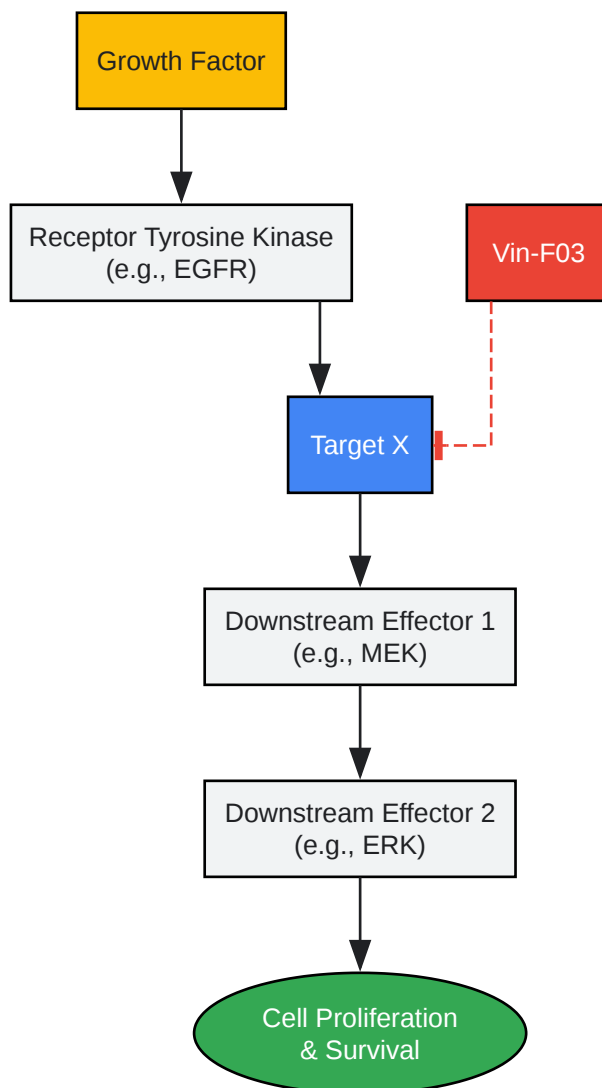 Growth Factor
Receptor Tyrosine Kinase
(e.g., EGFR)
Vin-F03
Target X
Downstream Effector 1
(e.g., MEK)
Downstream Effector 2
(e.g., ERK)
Cell Proliferation
& Survival